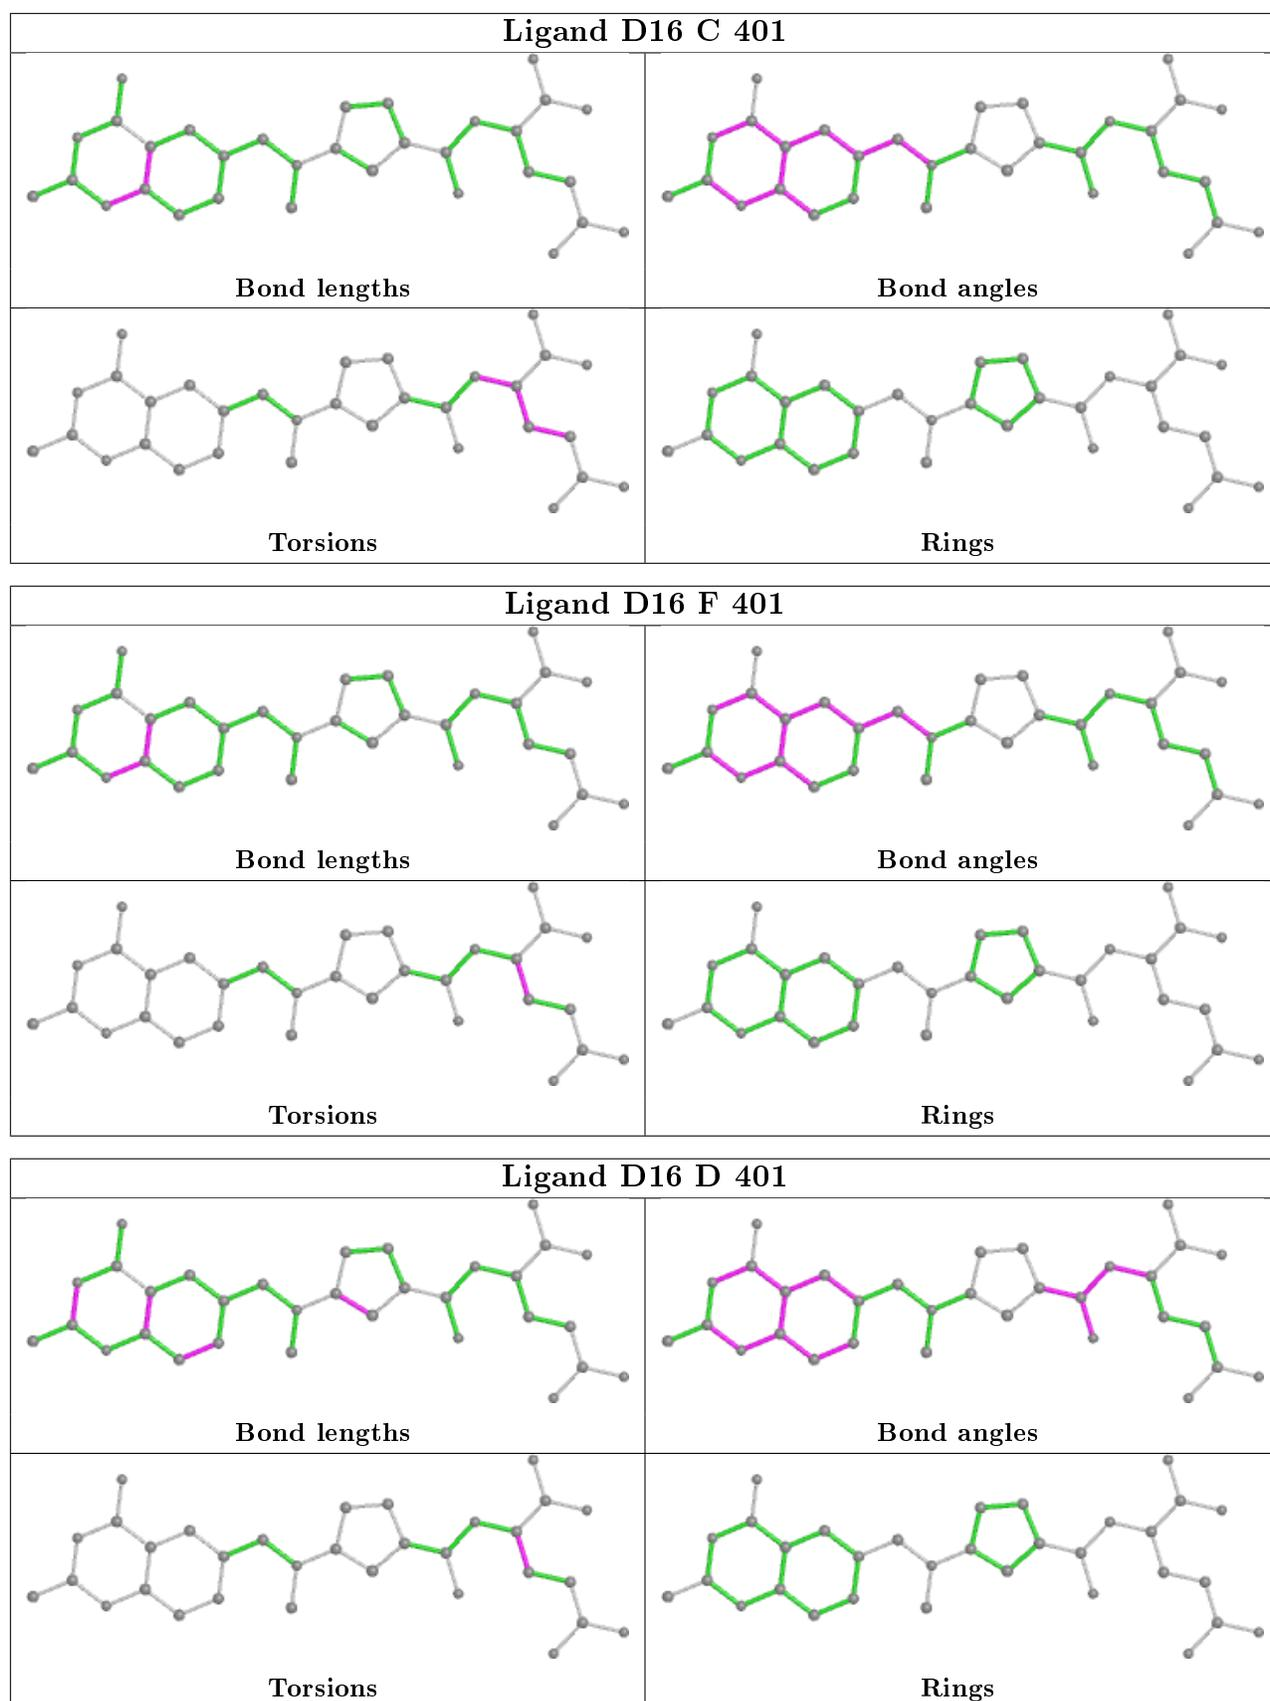 Ligand D16 C 401
Bond lengths
Bond angles
Torsions
Rings
Ligand D16 F 401
Bond lengths
Bond angles
Torsions
Rings
Ligand D16 D 401
Bond lengths
Bond angles
Torsions
Rings